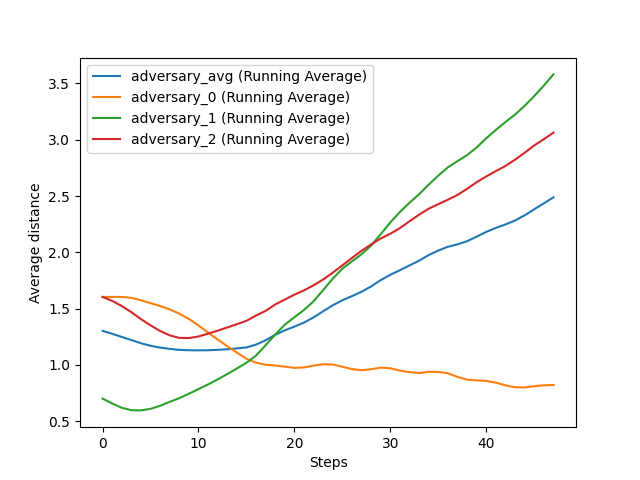 adversary_avg (Running Average)
adversary_0 (Running Average)
adversary_1 (Running Average)
adversary_2 (Running Average)
3.5
3.0
2.5
2.0
1.5
1.0
0.5
Average distance
0 10 20 30 40
Steps